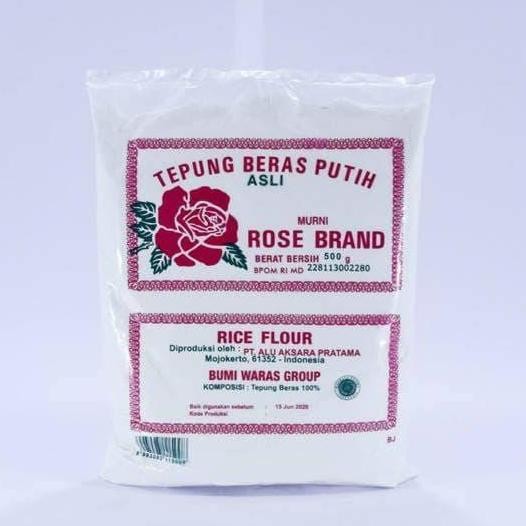 TEPUNG BERAS PUTIH
ASLI
MURNI
ROSE BRAND
BERAT BERSIH 500 g
BPOM RI MD 228113002280
RICE FLOUR
Diproduksi oleh : PT. ALU AKSARA PRATAMA
Mojokerto, 61352 - Indonesia
BUMI WARAS GROUP
KOMPOSISI : Tepung Beras 100%
Baik digunakan sebelum :
Kode Produksi :
BJ